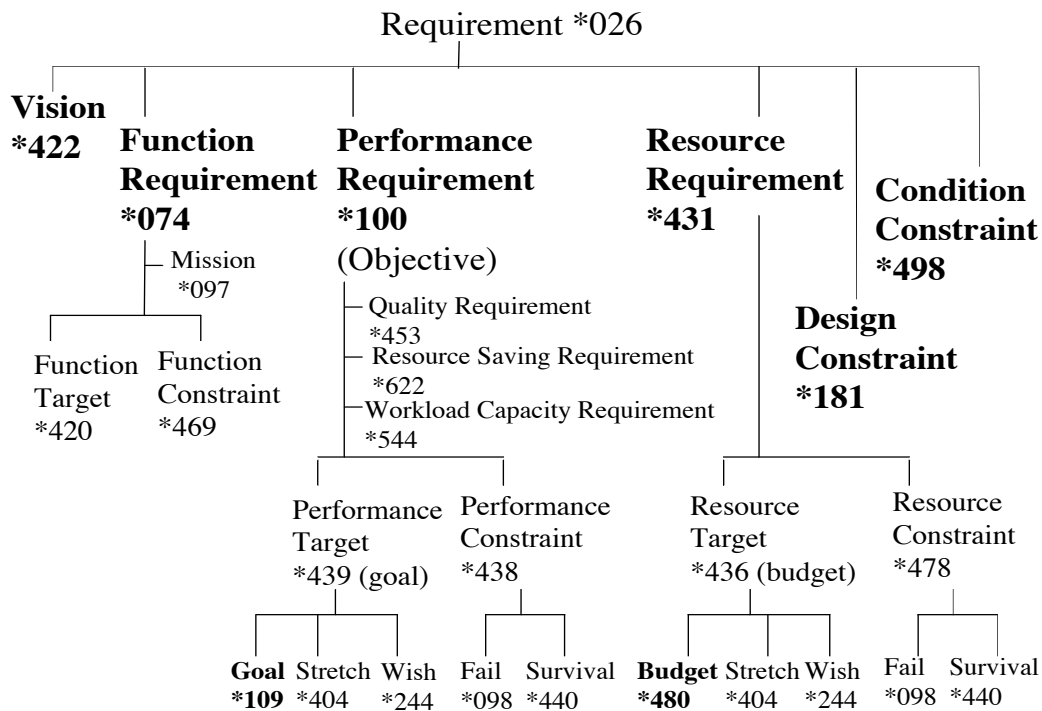 Requirement *026
Vision
*422
Function
Requirement
*074
Performance
Requirement
*100
(Objective)
Resource
Requirement
*431
Condition
Constraint
*498
Design
Constraint
*181
Mission
*097
Function
Target
*420
Function
Constraint
*469
Quality Requirement
*453
Resource Saving Requirement
*622
Workload Capacity Requirement
*544
Performance
Target
*439 (goal)
Performance
Constraint
*438
Resource
Target
*436 (budget)
Resource
Constraint
*478
Goal
*109
Stretch
*404
Wish
*244
Fail
*098
Survival
*440
Budget
*480
Stretch
*404
Wish
*244
Fail
*098
Survival
*440